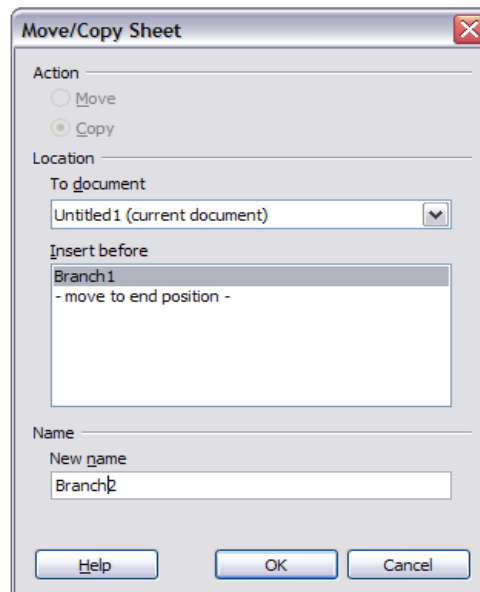 Move/Copy Sheet
Action
Move
Copy
Location
To document
Untitled1 (current document)
Insert before
Branch1
- move to end position -
Name
New name
Branch2
Help OK Cancel